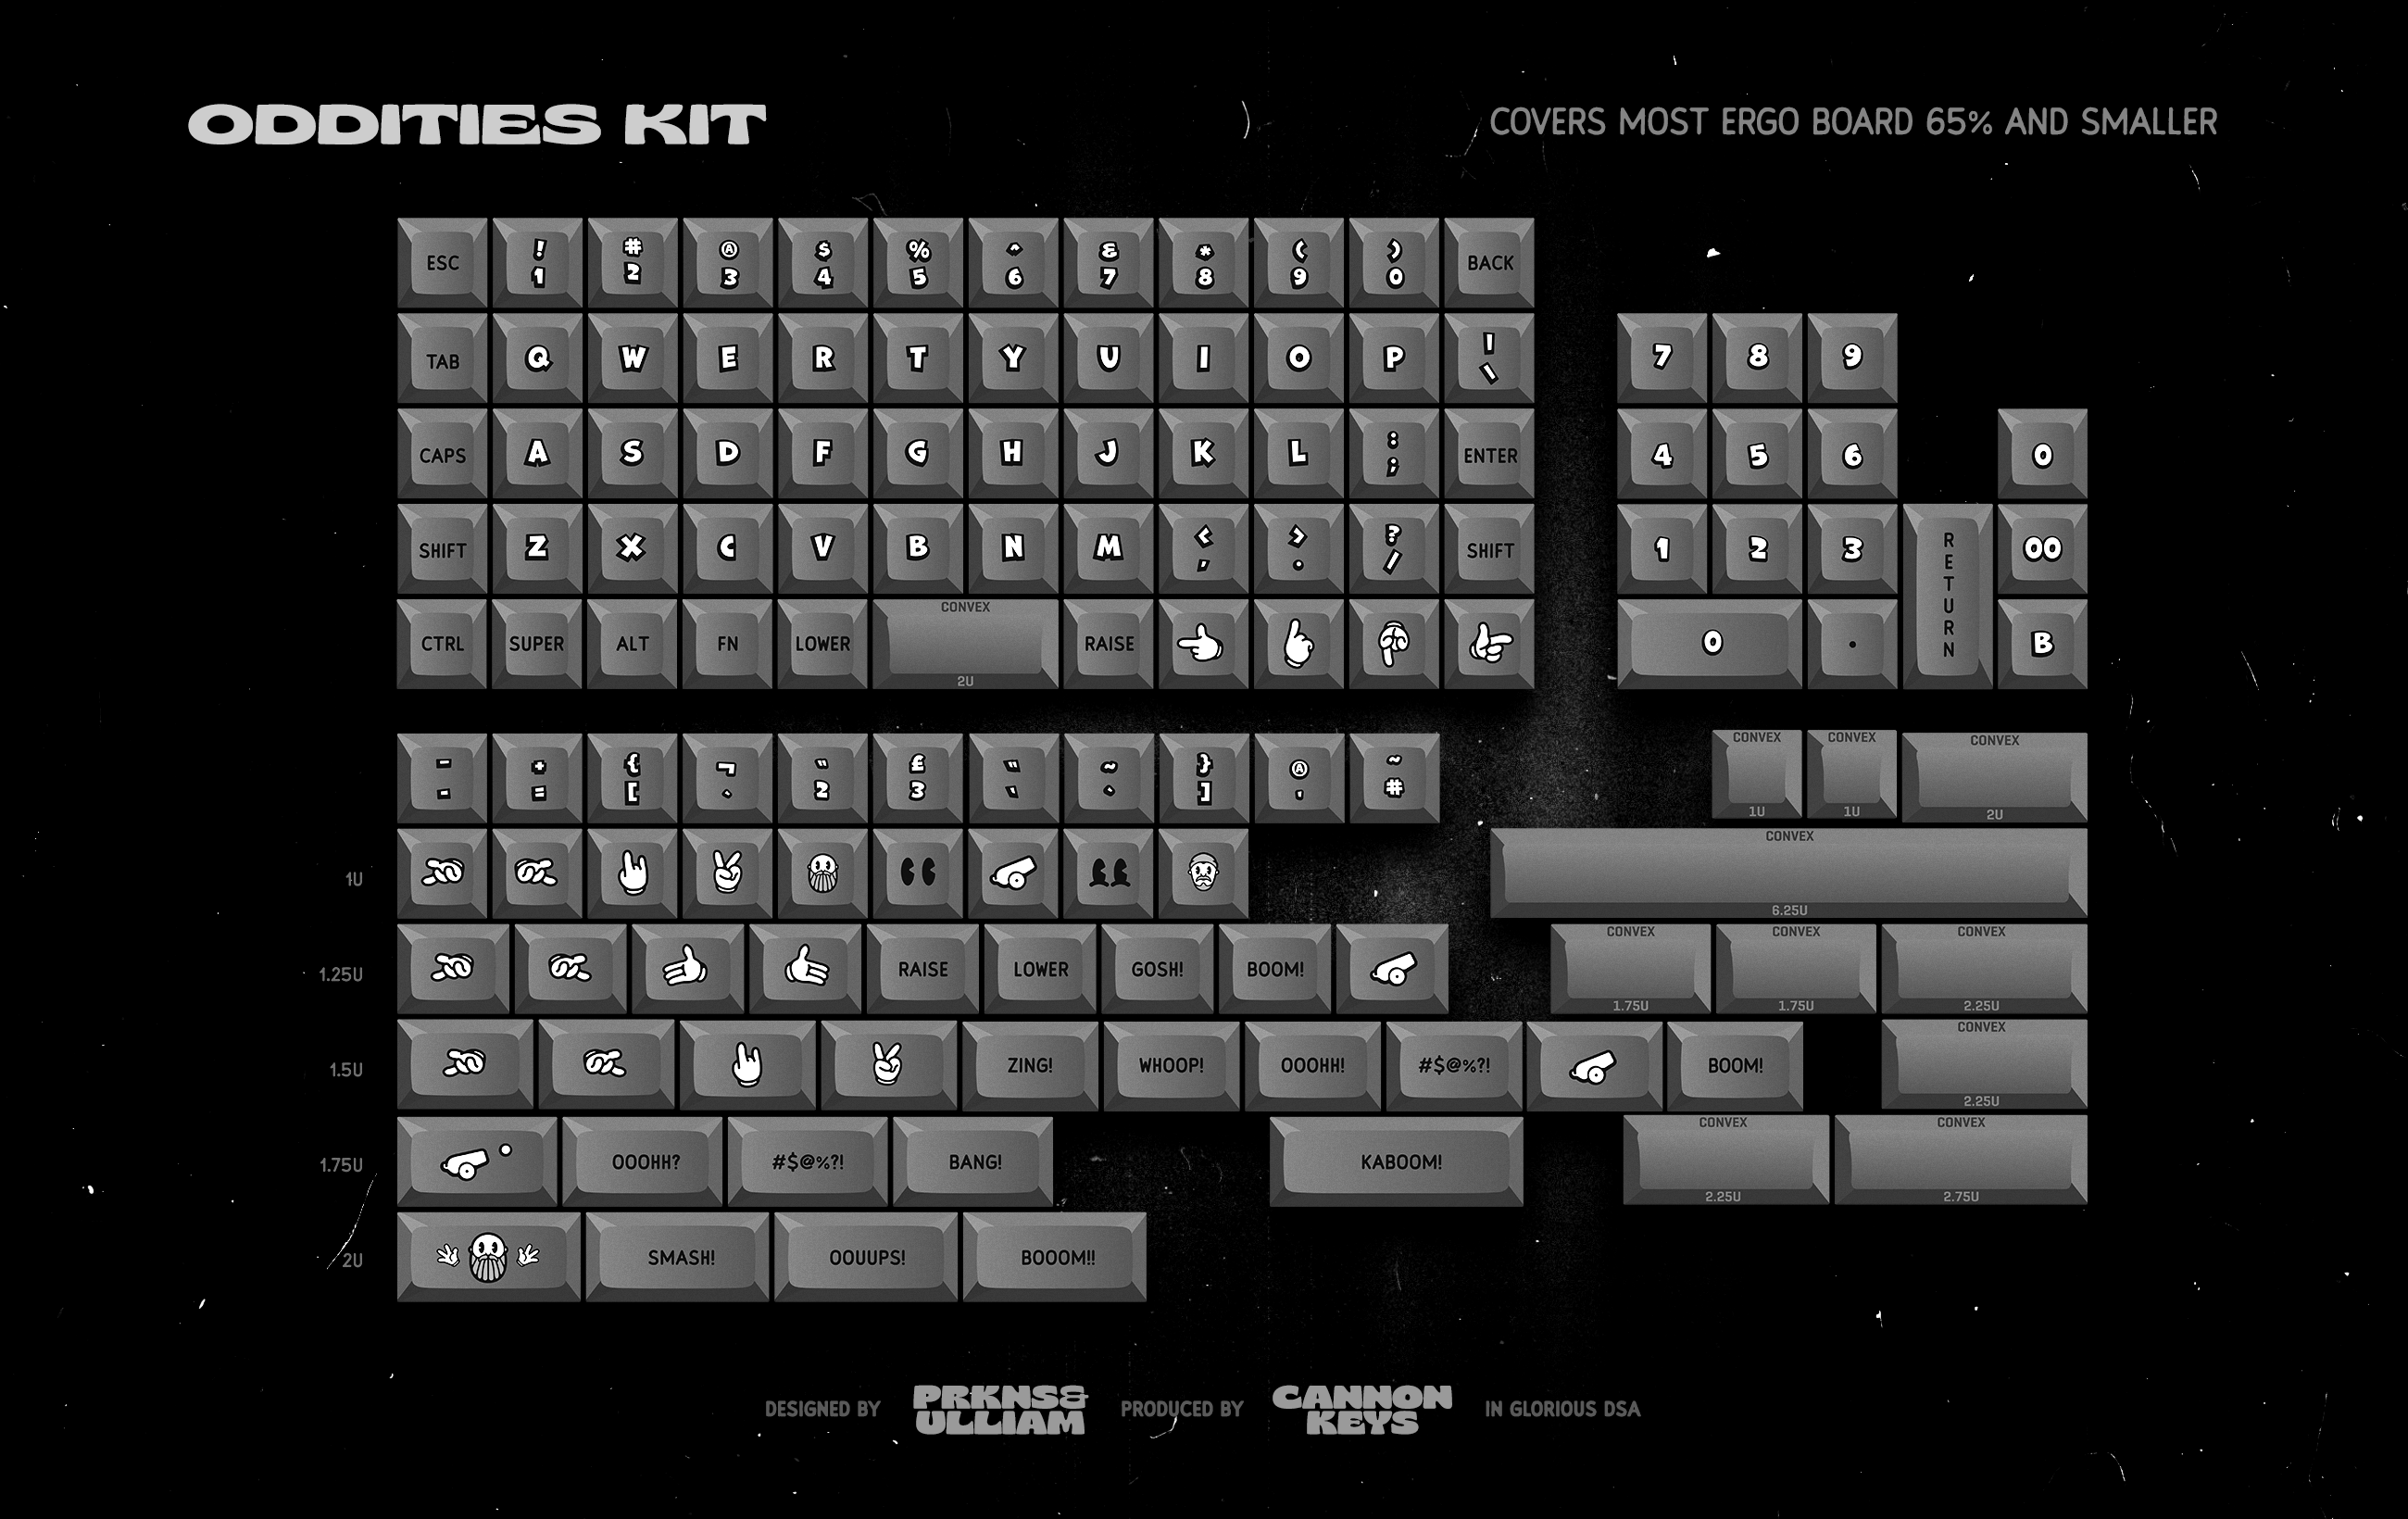 ODDITIES KIT
COVERS MOST ERGO BOARD 65% AND SMALLER
ESC ! 1 # 2 @ 3 $ 4 % 5 ^ 6 & 7 * 8 ( 9 ) 0 BACK
TAB Q W E R T Y U I O P | \ 7 8 9
CAPS A S D F G H J K L : ; ENTER 4 5 6 0
SHIFT Z X C V B N M < , > . ? / SHIFT 1 2 3 RETURN 00
CTRL SUPER ALT FN LOWER CONVEX 2U RAISE 0 . B
- - + = { [ ¬ ` " 2 £ 3 " ' ~ ` } ] @ ' ~ # CONVEX 1U CONVEX 1U CONVEX 2U
1U CONVEX 6.25U
1.25U RAISE LOWER GOSH! BOOM! CONVEX 1.75U CONVEX 1.75U CONVEX 2.25U
1.5U ZING! WHOOP! OOOHH! #$@%?! BOOM! CONVEX 2.25U
1.75U OOOHH? #$@%?! BANG! KABOOM! CONVEX 2.25U CONVEX 2.75U
2U SMASH! OOUUPS! BOOOM!!
DESIGNED BY PRKNS& ULLIAM PRODUCED BY CANNON KEYS IN GLORIOUS DSA